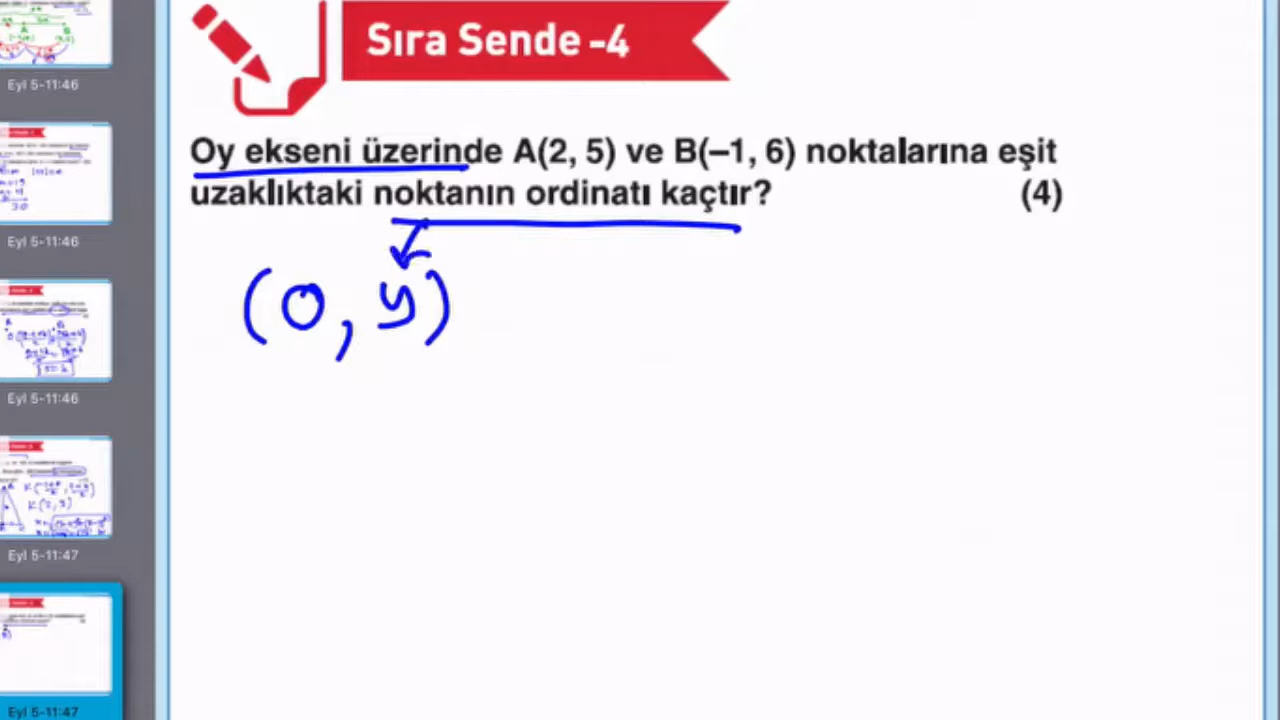 Sıra Sende -4
Oy ekseni üzerinde A(2, 5) ve B(–1, 6) noktalarına eşit
uzaklıktaki noktanın ordinatı kaçtır? (4)
(0, y)
Eyl 5-11:46
Eyl 5-11:46
Eyl 5-11:46
Eyl 5-11:47
Eyl 5-11:47